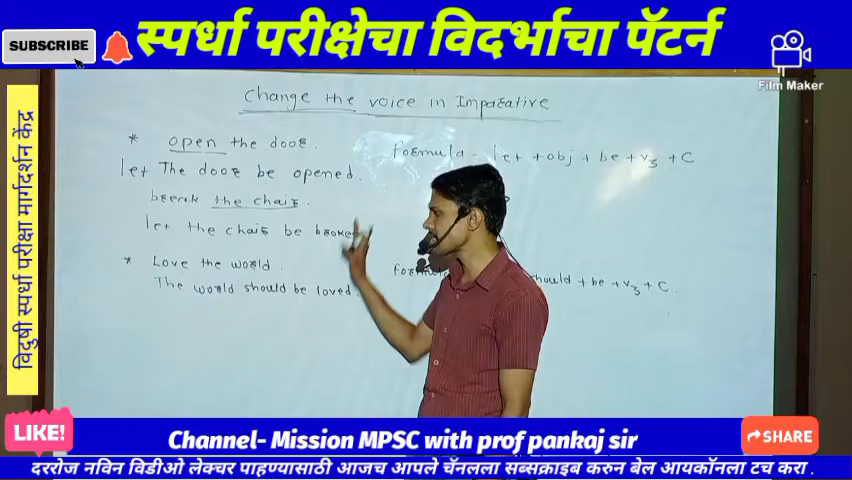 SUBSCRIBE
स्पर्धा परीक्षेचा विदर्भाचा पॅटर्न
Film Maker
विदुषी स्पर्धा परीक्षा मार्गदर्शन केंद्र
Change the voice in Imparative
* open the door.
Formula - let + obj + be + v3 + C
let The door be opened.
break the chair.
let the chair be broken
* Love the world.
The world should be loved.
should + be + v3 + C.
LIKE!
Channel- Mission MPSC with prof pankaj sir
SHARE
दररोज नविन विडीओ लेक्चर पाहण्यासाठी आजच आपले चॅनलला सब्सक्राइब करुन बेल आयकॉनला टच करा .